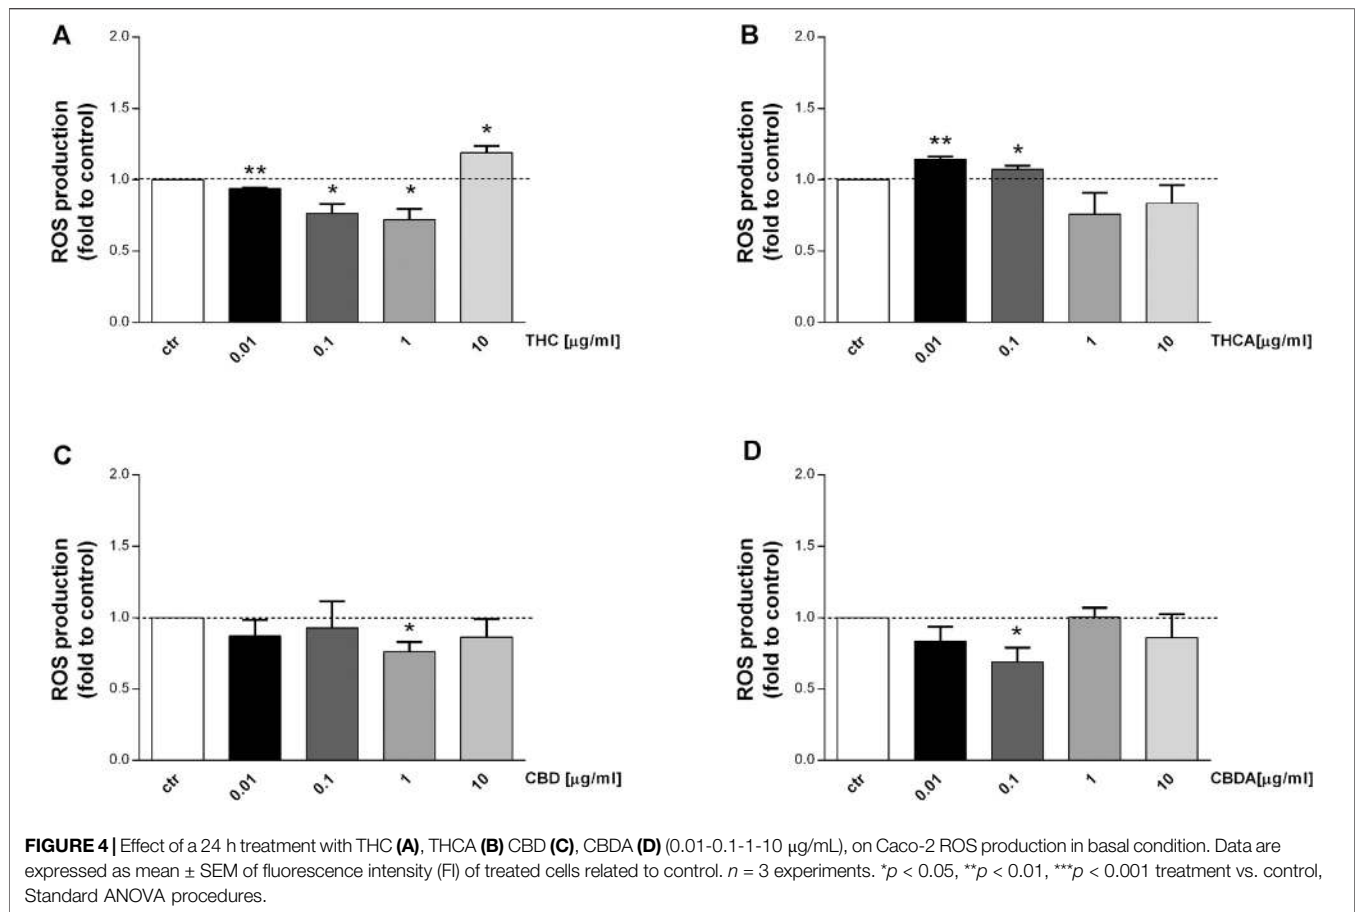 A
2.0
1.5
1.0
0.5
0.0
ROS production
(fold to control)
**
*
*
*
ctr
0.01
0.1
1
10
THC [µg/ml]
B
2.0
1.5
1.0
0.5
0.0
ROS production
(fold to control)
**
*
ctr
0.01
0.1
1
10
THCA[µg/ml]
C
2.0
1.5
1.0
0.5
0.0
ROS production
(fold to control)
*
ctr
0.01
0.1
1
10
CBD [µg/ml]
D
2.0
1.5
1.0
0.5
0.0
ROS production
(fold to control)
*
ctr
0.01
0.1
1
10
CBDA[µg/ml]
FIGURE 4 | Effect of a 24 h treatment with THC (A), THCA (B) CBD (C), CBDA (D) (0.01-0.1-1-10 µg/mL), on Caco-2 ROS production in basal condition. Data are
expressed as mean ± SEM of fluorescence intensity (FI) of treated cells related to control. n = 3 experiments. *p < 0.05, **p < 0.01, ***p < 0.001 treatment vs. control,
Standard ANOVA procedures.